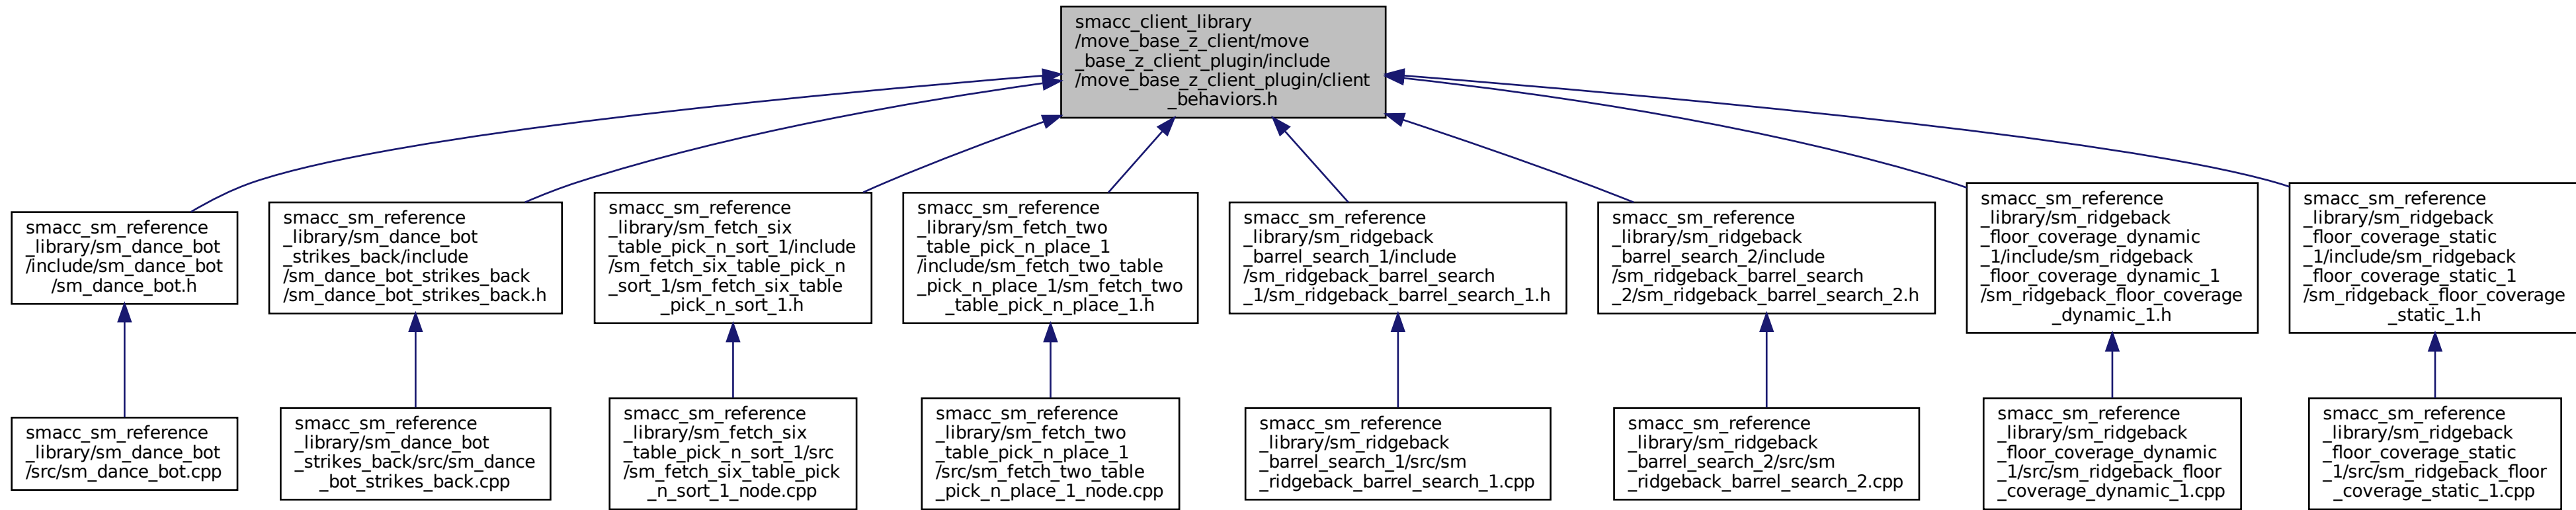 smacc_client_library
/move_base_z_client/move
_base_z_client_plugin/include
/move_base_z_client_plugin/client
_behaviors.h
smacc_sm_reference
_library/sm_dance_bot
/include/sm_dance_bot
/sm_dance_bot.h
smacc_sm_reference
_library/sm_dance_bot
_strikes_back/include
/sm_dance_bot_strikes_back
/sm_dance_bot_strikes_back.h
smacc_sm_reference
_library/sm_fetch_six
_table_pick_n_sort_1/include
/sm_fetch_six_table_pick_n
_sort_1/sm_fetch_six_table
_pick_n_sort_1.h
smacc_sm_reference
_library/sm_fetch_two
_table_pick_n_place_1
/include/sm_fetch_two_table
_pick_n_place_1/sm_fetch_two
_table_pick_n_place_1.h
smacc_sm_reference
_library/sm_ridgeback
_barrel_search_1/include
/sm_ridgeback_barrel_search
_1/sm_ridgeback_barrel_search_1.h
smacc_sm_reference
_library/sm_ridgeback
_barrel_search_2/include
/sm_ridgeback_barrel_search
_2/sm_ridgeback_barrel_search_2.h
smacc_sm_reference
_library/sm_ridgeback
_floor_coverage_dynamic
_1/include/sm_ridgeback
_floor_coverage_dynamic_1
/sm_ridgeback_floor_coverage
_dynamic_1.h
smacc_sm_reference
_library/sm_ridgeback
_floor_coverage_static
_1/include/sm_ridgeback
_floor_coverage_static_1
/sm_ridgeback_floor_coverage
_static_1.h
smacc_sm_reference
_library/sm_dance_bot
/src/sm_dance_bot.cpp
smacc_sm_reference
_library/sm_dance_bot
_strikes_back/src/sm_dance
_bot_strikes_back.cpp
smacc_sm_reference
_library/sm_fetch_six
_table_pick_n_sort_1/src
/sm_fetch_six_table_pick
_n_sort_1_node.cpp
smacc_sm_reference
_library/sm_fetch_two
_table_pick_n_place_1
/src/sm_fetch_two_table
_pick_n_place_1_node.cpp
smacc_sm_reference
_library/sm_ridgeback
_barrel_search_1/src/sm
_ridgeback_barrel_search_1.cpp
smacc_sm_reference
_library/sm_ridgeback
_barrel_search_2/src/sm
_ridgeback_barrel_search_2.cpp
smacc_sm_reference
_library/sm_ridgeback
_floor_coverage_dynamic
_1/src/sm_ridgeback_floor
_coverage_dynamic_1.cpp
smacc_sm_reference
_library/sm_ridgeback
_floor_coverage_static
_1/src/sm_ridgeback_floor
_coverage_static_1.cpp